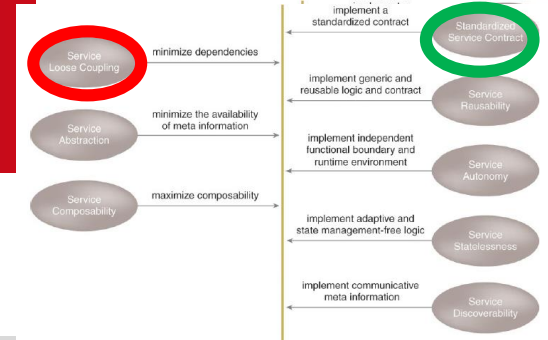 implement a
standardized contract
Standardized
Service Contract
Service
Loose Coupling
minimize dependencies
implement generic and
reusable logic and contract
Service
Reusability
minimize the availability
of meta information
Service
Abstraction
implement independent
functional boundary and
runtime environment
Service
Autonomy
maximize composability
Service
Composability
implement adaptive and
state management-free logic
Service
Statelessness
implement communicative
meta information
Service
Discoverability